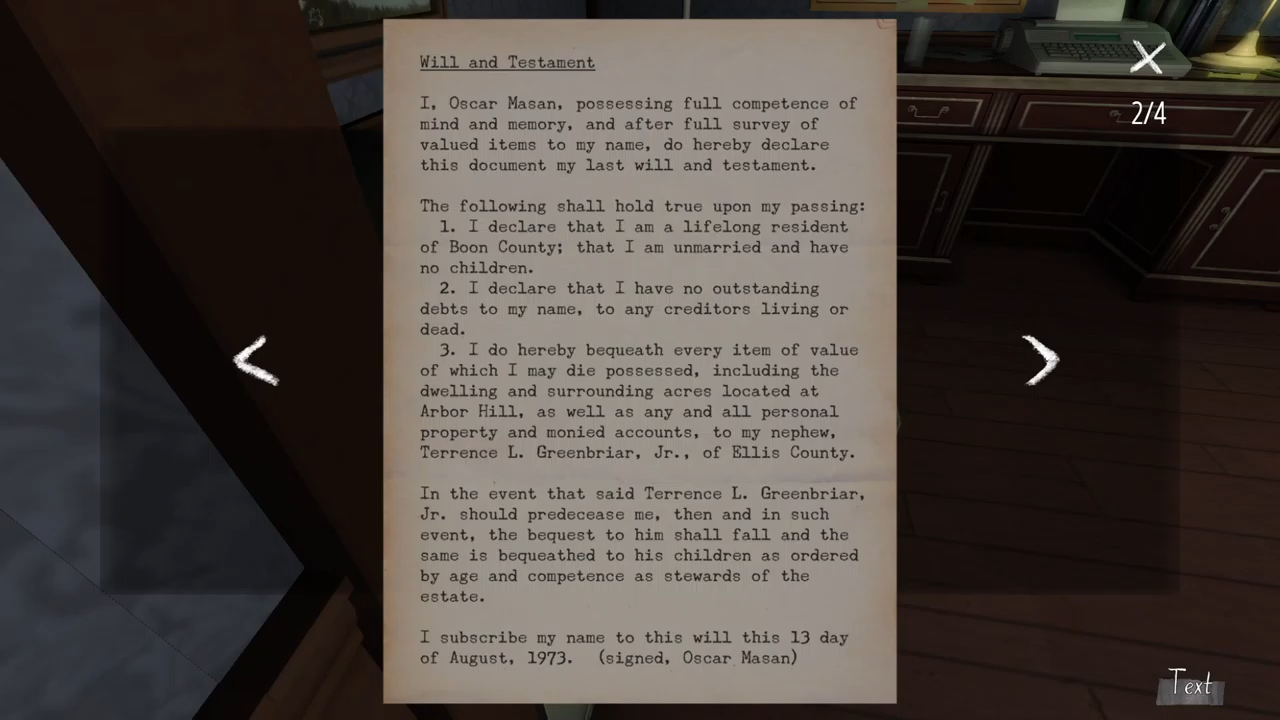 Will and Testament
I, Oscar Masan, possessing full competence of
mind and memory, and after full survey of
valued items to my name, do hereby declare
this document my last will and testament.
The following shall hold true upon my passing:
1. I declare that I am a lifelong resident
of Boon County; that I am unmarried and have
no children.
2. I declare that I have no outstanding
debts to my name, to any creditors living or
dead.
3. I do hereby bequeath every item of value
of which I may die possessed, including the
dwelling and surrounding acres located at
Arbor Hill, as well as any and all personal
property and monied accounts, to my nephew,
Terrence L. Greenbriar, Jr., of Ellis County.
In the event that said Terrence L. Greenbriar,
Jr. should predecease me, then and in such
event, the bequest to him shall fall and the
same is bequeathed to his children as ordered
by age and competence as stewards of the
estate.
I subscribe my name to this will this 13 day
of August, 1973. (signed, Oscar Masan)
2/4
Text